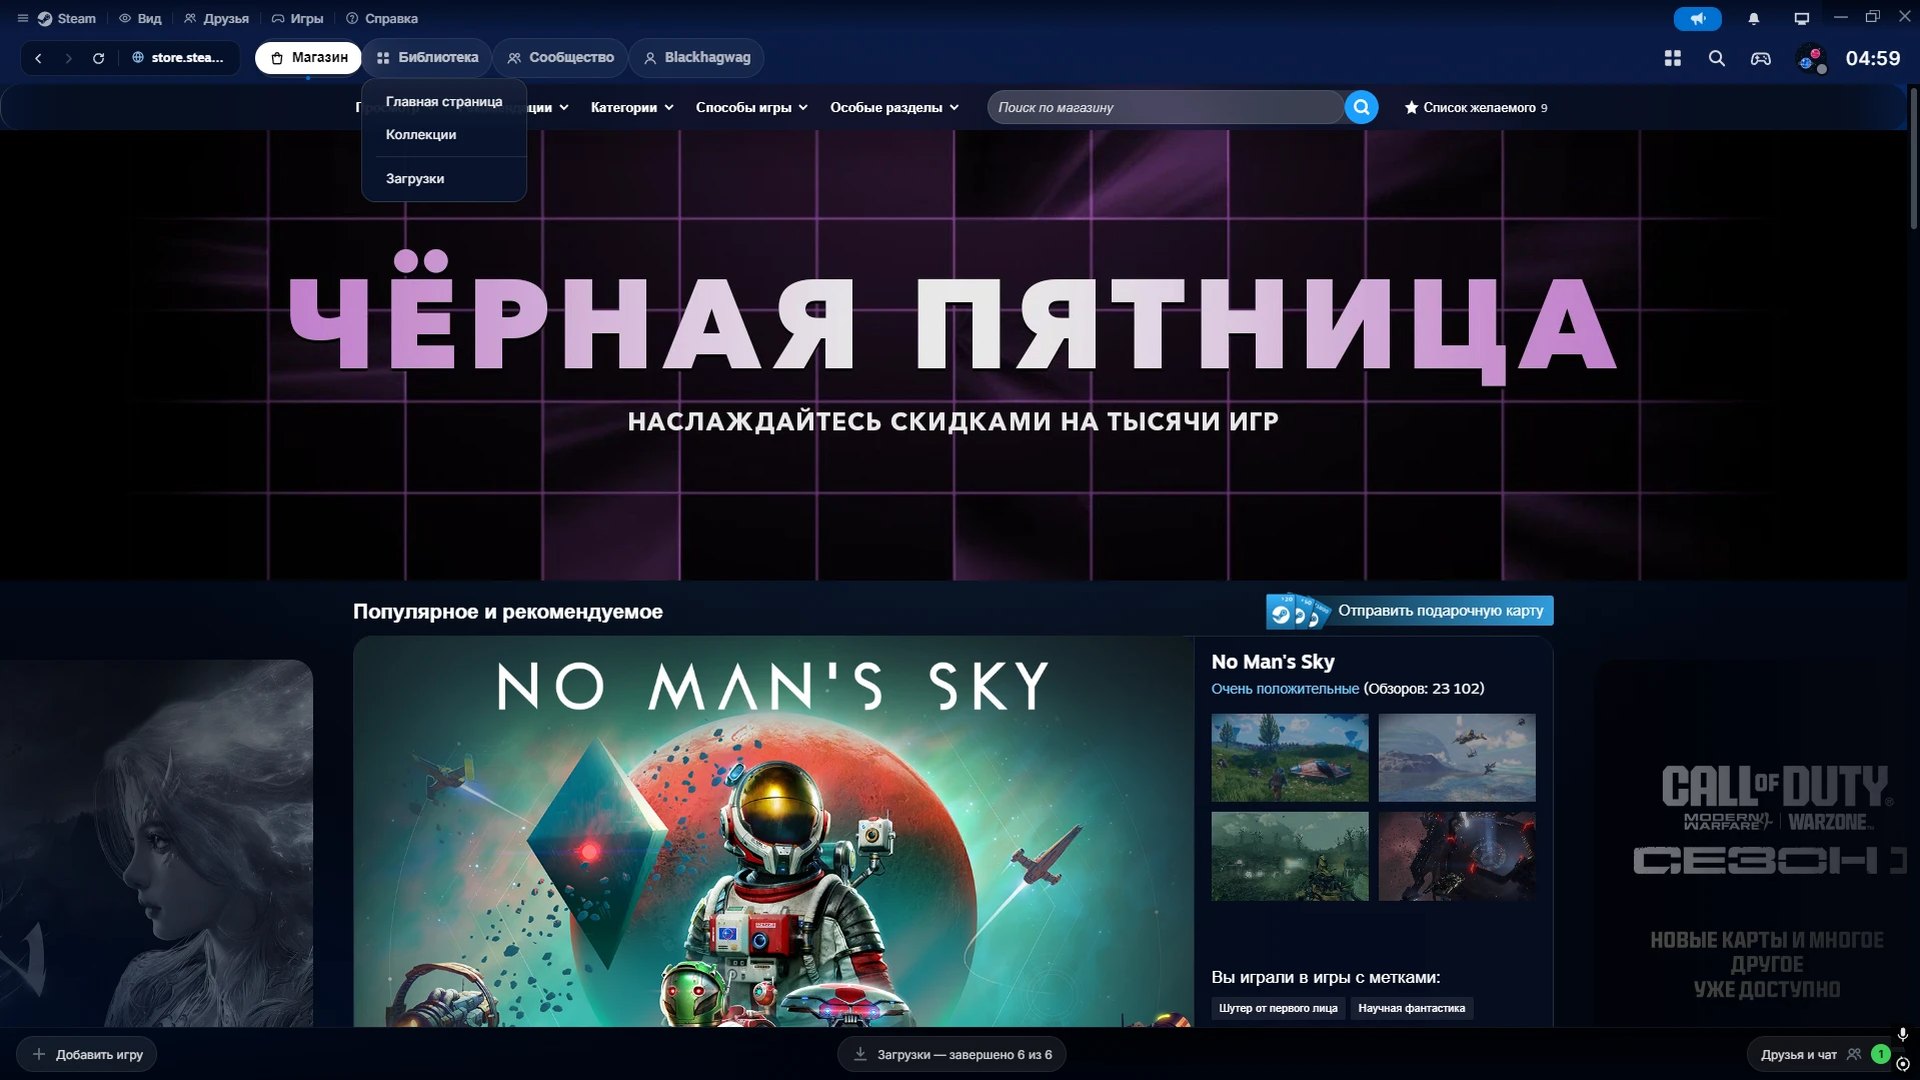 Steam
Вид
Друзья
Игры
Справка
store.stea...
Магазин
Библиотека
Сообщество
Blackhagwag
04:59
Главная страница
Коллекции
Загрузки
Категории
Способы игры
Особые разделы
Поиск по магазину
Список желаемого 9
ЧЁРНАЯ ПЯТНИЦА
НАСЛАЖДАЙТЕСЬ СКИДКАМИ НА ТЫСЯЧИ ИГР
Популярное и рекомендуемое
Отправить подарочную карту
NO MAN'S SKY
No Man's Sky
Очень положительные (Обзоров: 23 102)
Вы играли в игры с метками:
Шутер от первого лица
Научная фантастика
CALL OF DUTY
MODERN WARFARE
WARZONE
СЕЗОН
НОВЫЕ КАРТЫ И МНОГОЕ
ДРУГОЕ
УЖЕ ДОСТУПНО
Добавить игру
Загрузки — завершено 6 из 6
Друзья и чат
1